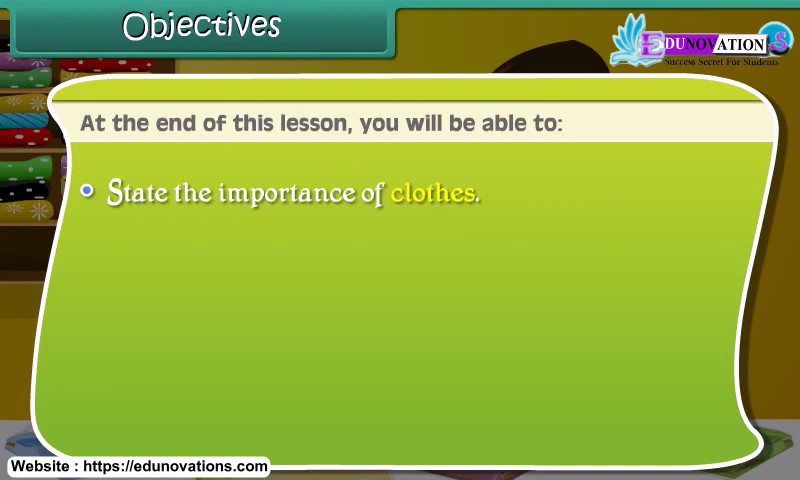 Objectives
EDUNOVATION S
Success Secret For Students
At the end of this lesson, you will be able to:
State the importance of clothes.
Website : https://edunovations.com